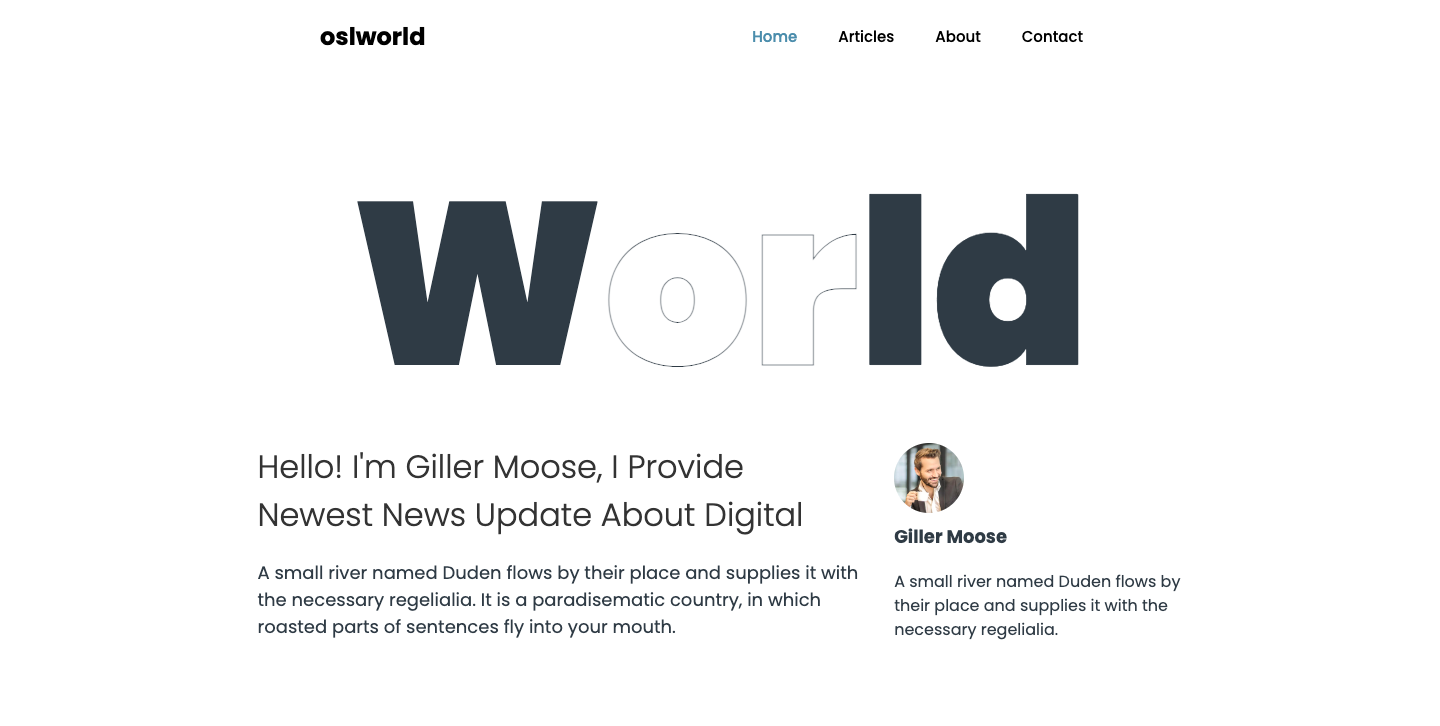 oslworld
Home Articles About Contact
World
Hello! I'm Giller Moose, I Provide
Newest News Update About Digital
A small river named Duden flows by their place and supplies it with
the necessary regelialia. It is a paradisematic country, in which
roasted parts of sentences fly into your mouth.
Giller Moose
A small river named Duden flows by
their place and supplies it with the
necessary regelialia.